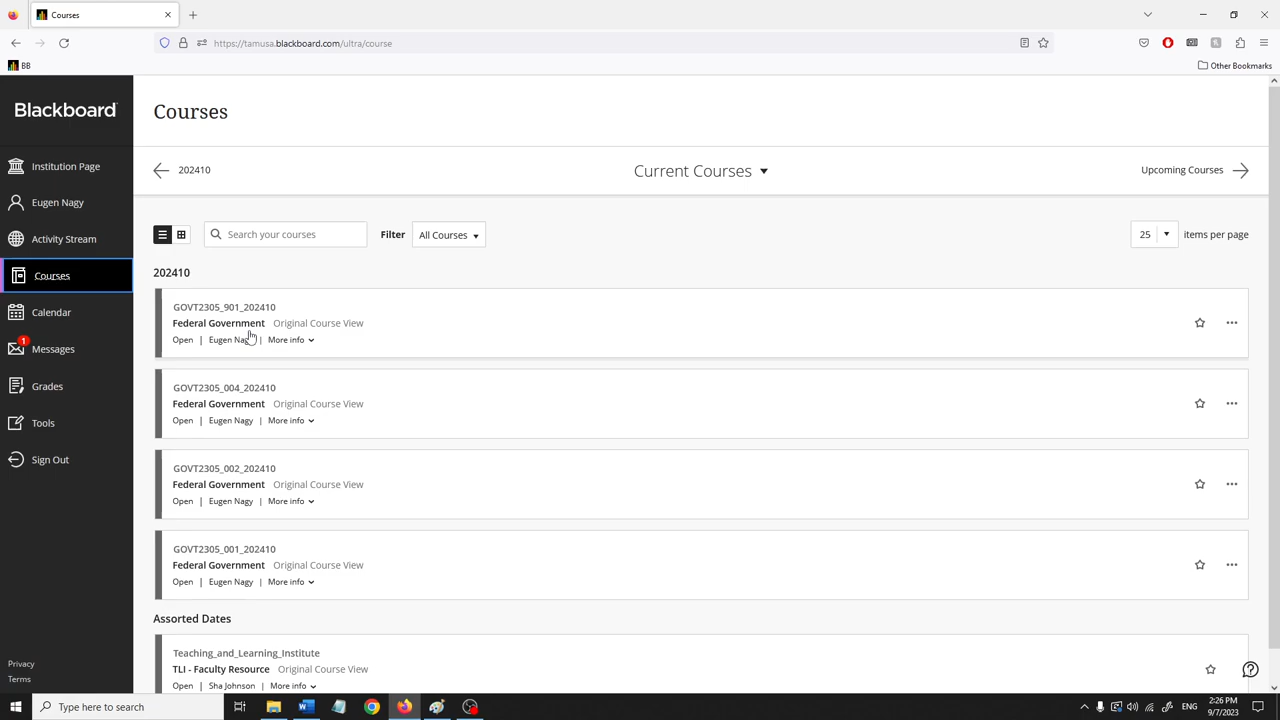 Courses
https://tamusa.blackboard.com/ultra/course
BB
Other Bookmarks
Blackboard
Institution Page
Eugen Nagy
Activity Stream
Courses
Calendar
1
Messages
Grades
Tools
Sign Out
Privacy
Terms
Courses
202410
Current Courses
Upcoming Courses
Search your courses
Filter
All Courses
25
items per page
202410
GOVT2305_901_202410
Federal Government Original Course View
Open | Eugen Nagy | More info
GOVT2305_004_202410
Federal Government Original Course View
Open | Eugen Nagy | More info
GOVT2305_002_202410
Federal Government Original Course View
Open | Eugen Nagy | More info
GOVT2305_001_202410
Federal Government Original Course View
Open | Eugen Nagy | More info
Assorted Dates
Teaching_and_Learning_Institute
TLI - Faculty Resource Original Course View
Open | Sha Johnson | More info
Type here to search
ENG
2:26 PM
9/7/2023